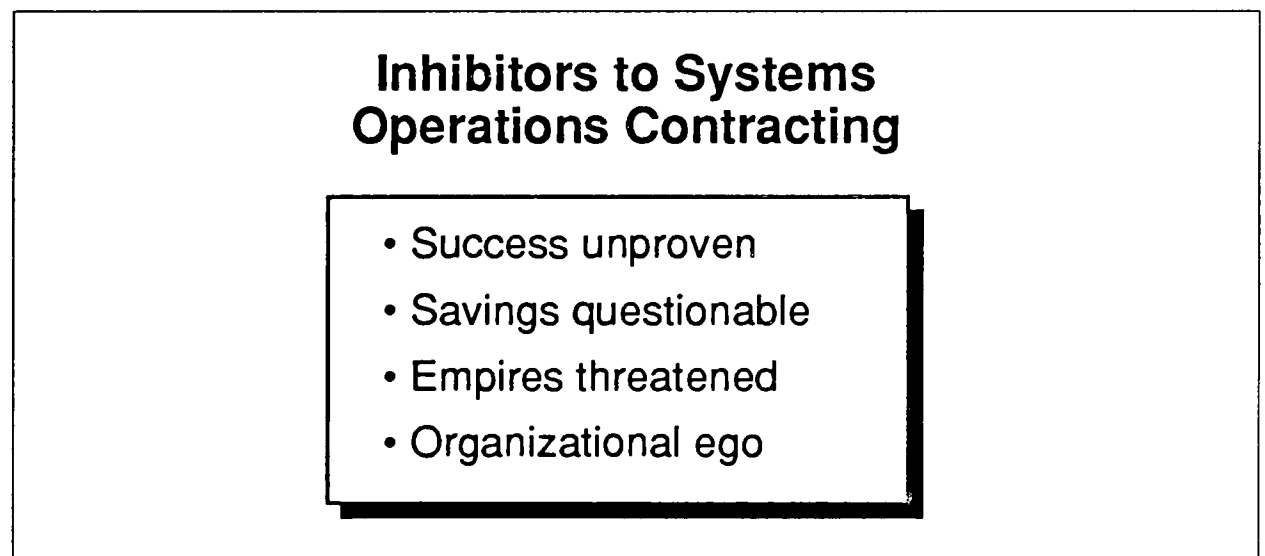 Inhibitors to Systems
Operations Contracting
• Success unproven
• Savings questionable
• Empires threatened
• Organizational ego